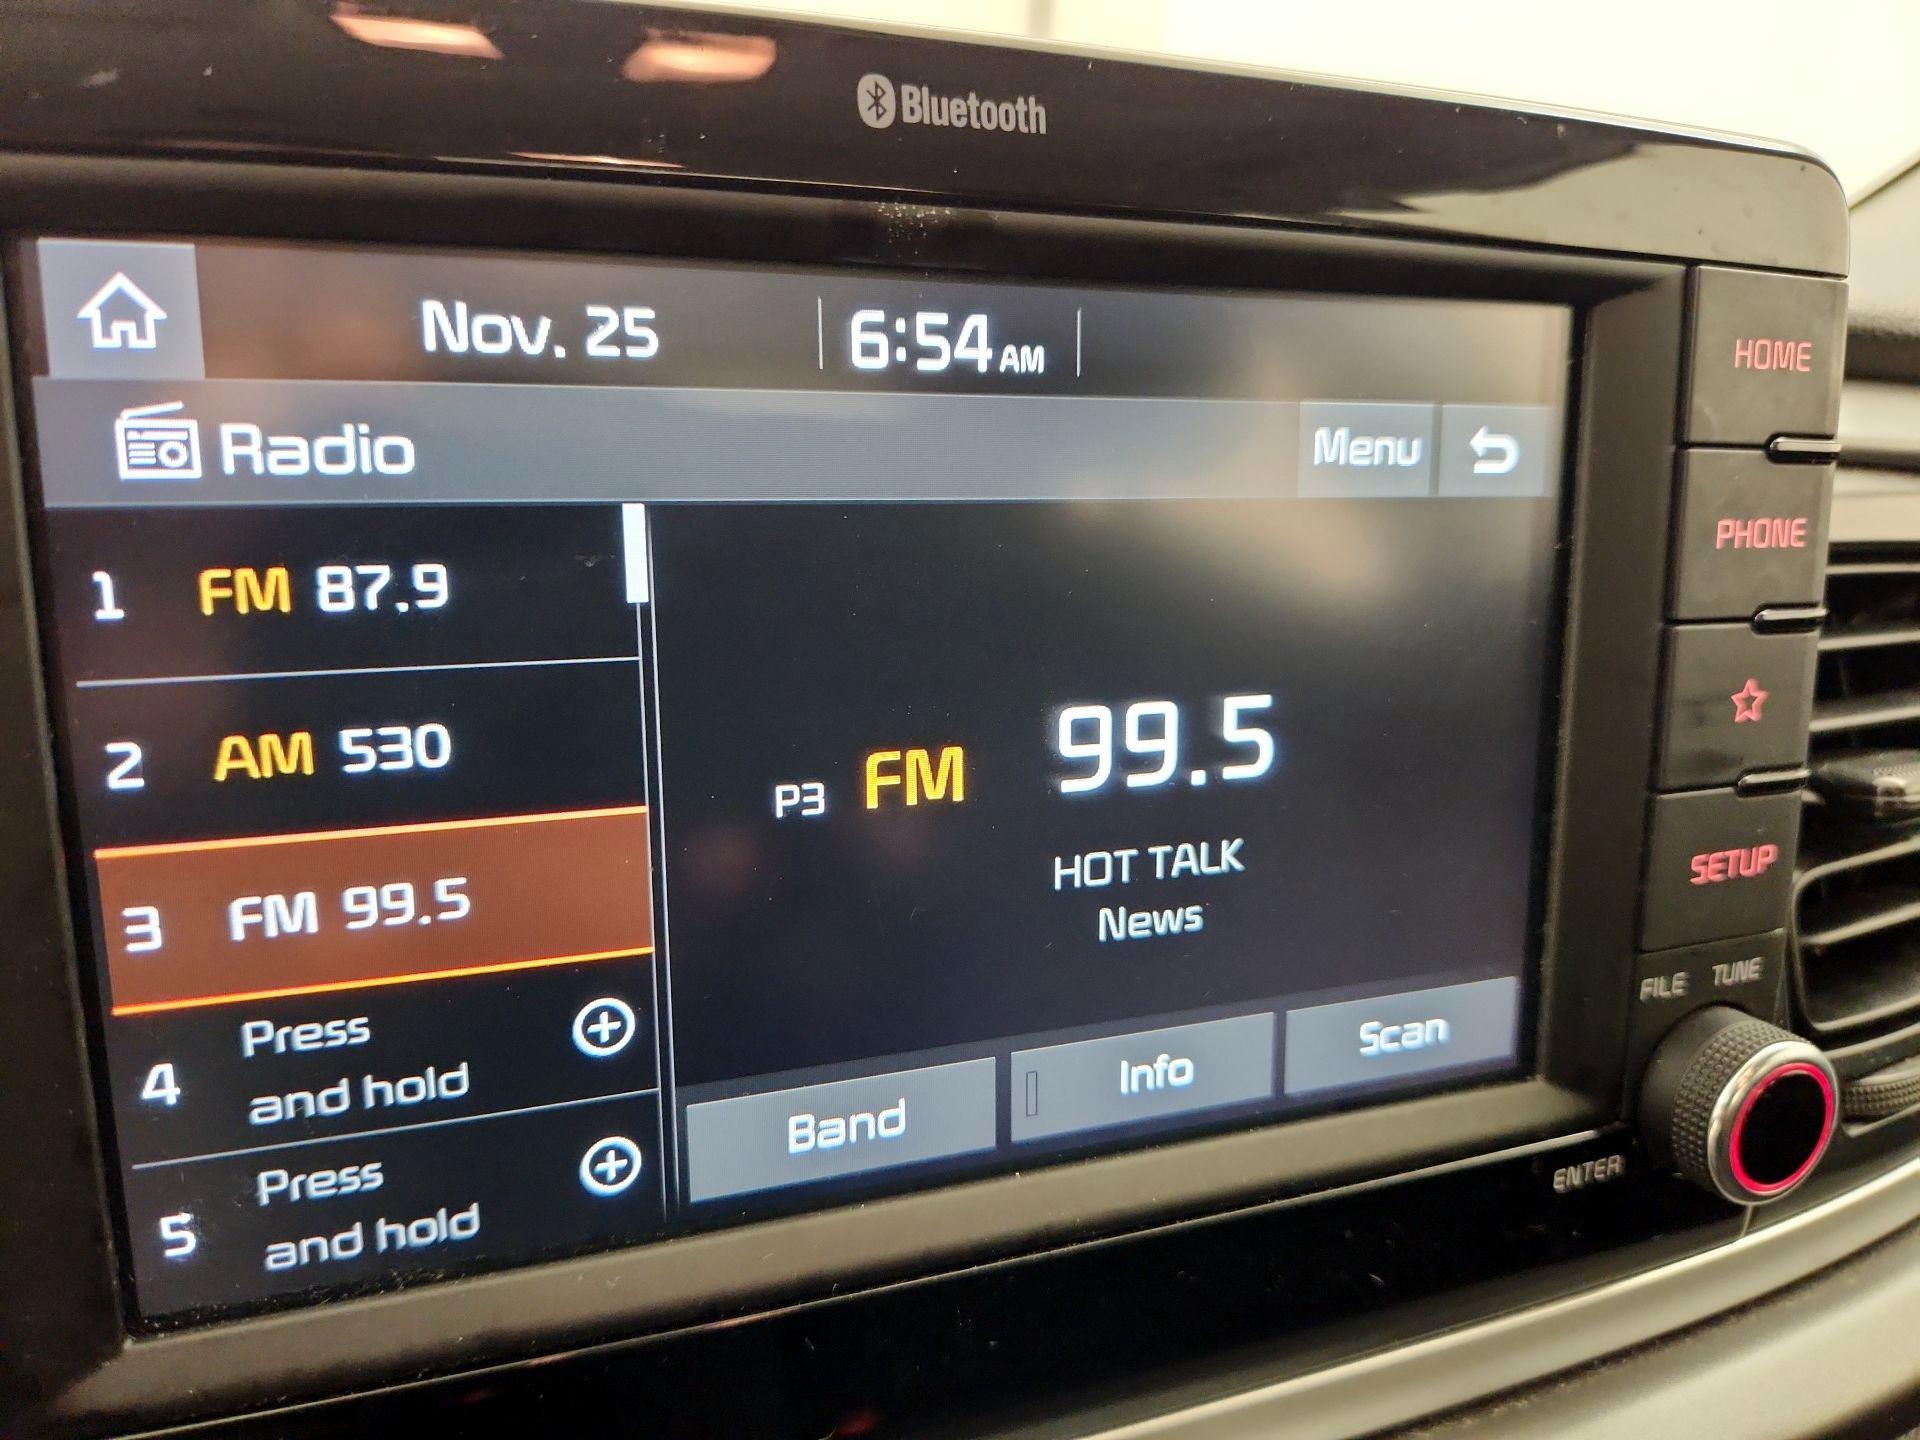 Bluetooth
Nov. 25
6:54 AM
Radio
Menu
1 FM 87.9
2 AM 530
3 FM 99.5
4 Press
and hold
5 Press
and hold
P3 FM 99.5
HOT TALK
News
Band
Info
Scan
HOME
PHONE
SETUP
FILE TUNE
ENTER